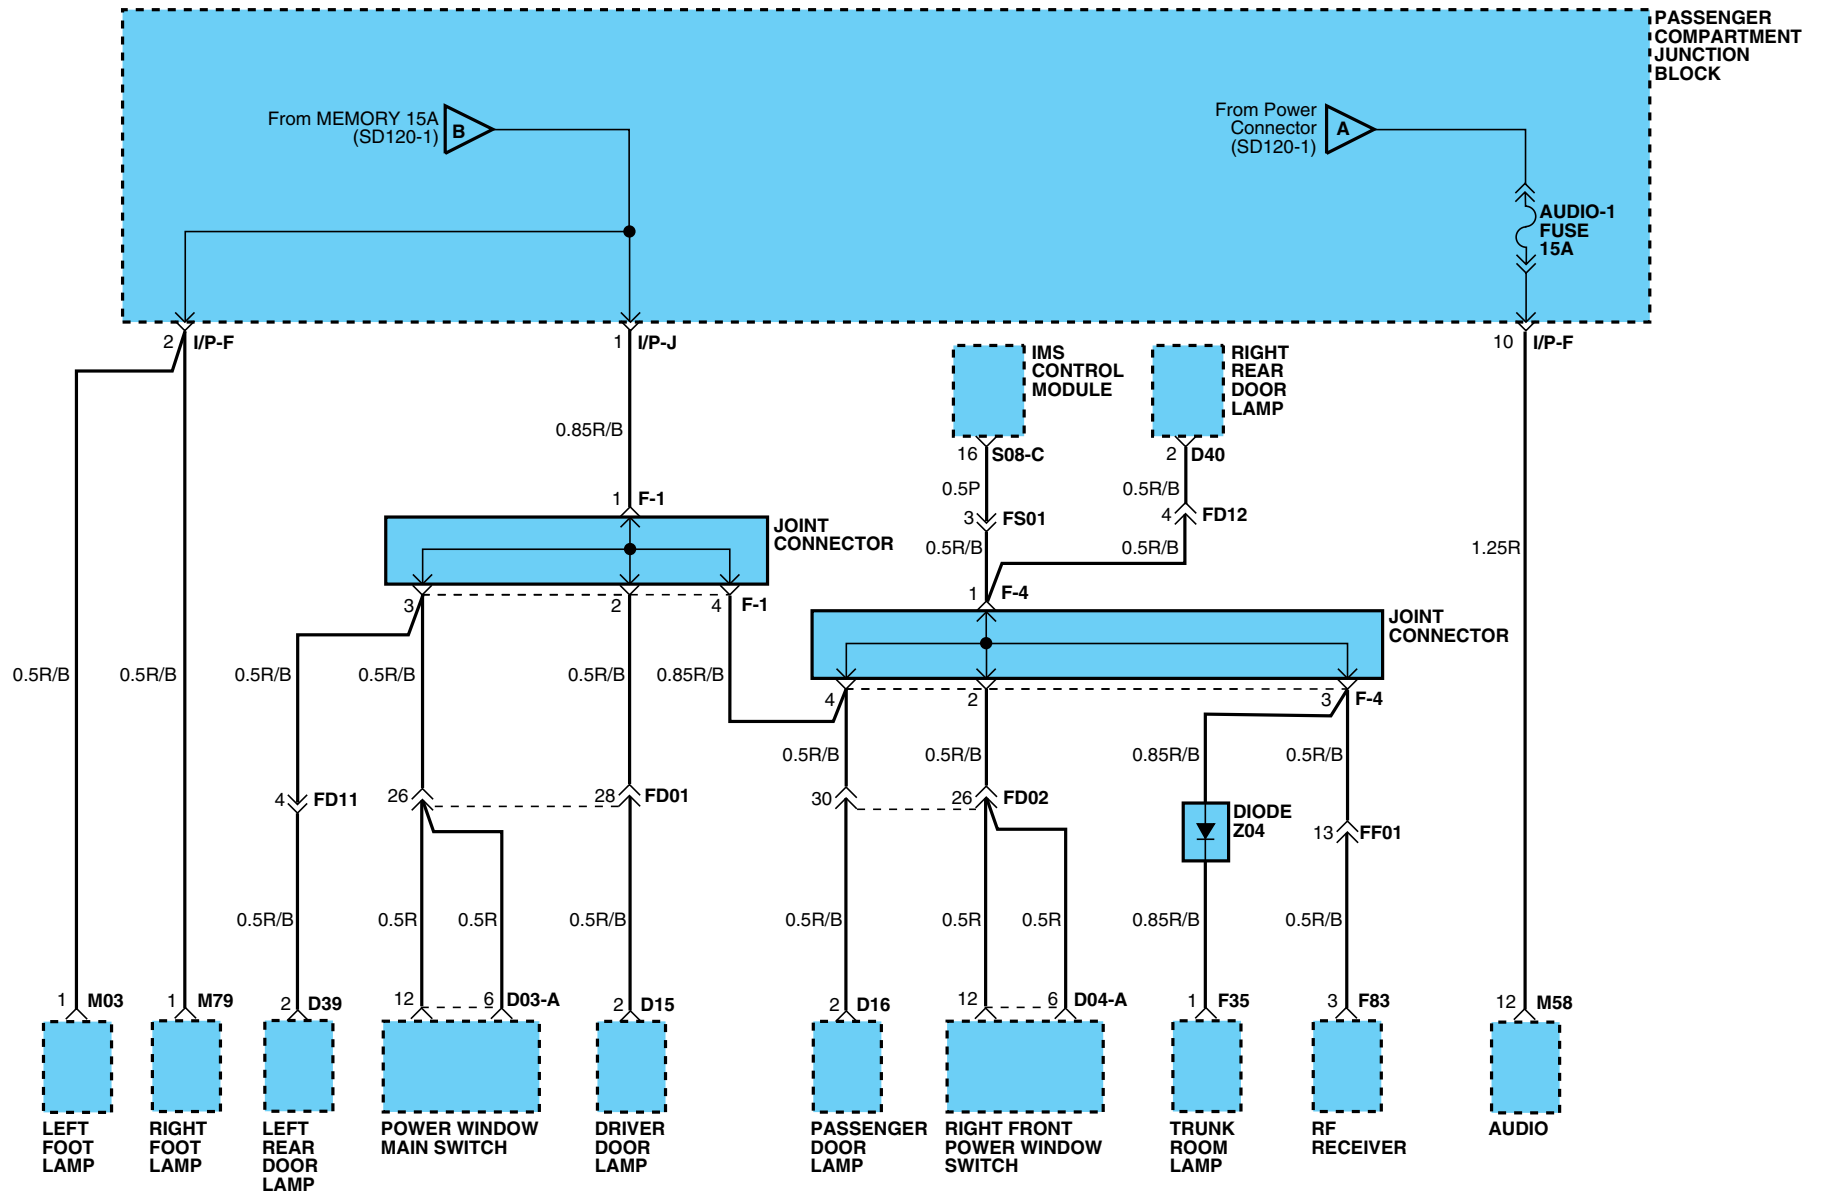 PASSENGER
COMPARTMENT
JUNCTION
BLOCK
From MEMORY 15A
(SD120-1)
B
From Power
Connector
(SD120-1)
A
AUDIO-1
FUSE
15A
2 I/P-F
1 I/P-J
10 I/P-F
IMS
CONTROL
MODULE
RIGHT
REAR
DOOR
LAMP
0.85R/B
16 S08-C
2 D40
0.5P
0.5R/B
1 F-1
3 FS01
4 FD12
JOINT
CONNECTOR
0.5R/B
0.5R/B
1.25R
3
2
4 F-1
1 F-4
JOINT
CONNECTOR
0.5R/B
0.5R/B
0.5R/B
0.5R/B
0.5R/B
0.85R/B
4
2
3 F-4
0.5R/B
0.5R/B
0.85R/B
0.5R/B
4 FD11
26
28 FD01
30
26 FD02
DIODE
Z04
13 FF01
0.5R/B
0.5R
0.5R
0.5R/B
0.5R/B
0.5R
0.5R
0.85R/B
0.5R/B
1 M03
1 M79
2 D39
12
6 D03-A
2 D15
2 D16
12
6 D04-A
1 F35
3 F83
12 M58
LEFT
FOOT
LAMP
RIGHT
FOOT
LAMP
LEFT
REAR
DOOR
LAMP
POWER WINDOW
MAIN SWITCH
DRIVER
DOOR
LAMP
PASSENGER
DOOR
LAMP
RIGHT FRONT
POWER WINDOW
SWITCH
TRUNK
ROOM
LAMP
RF
RECEIVER
AUDIO